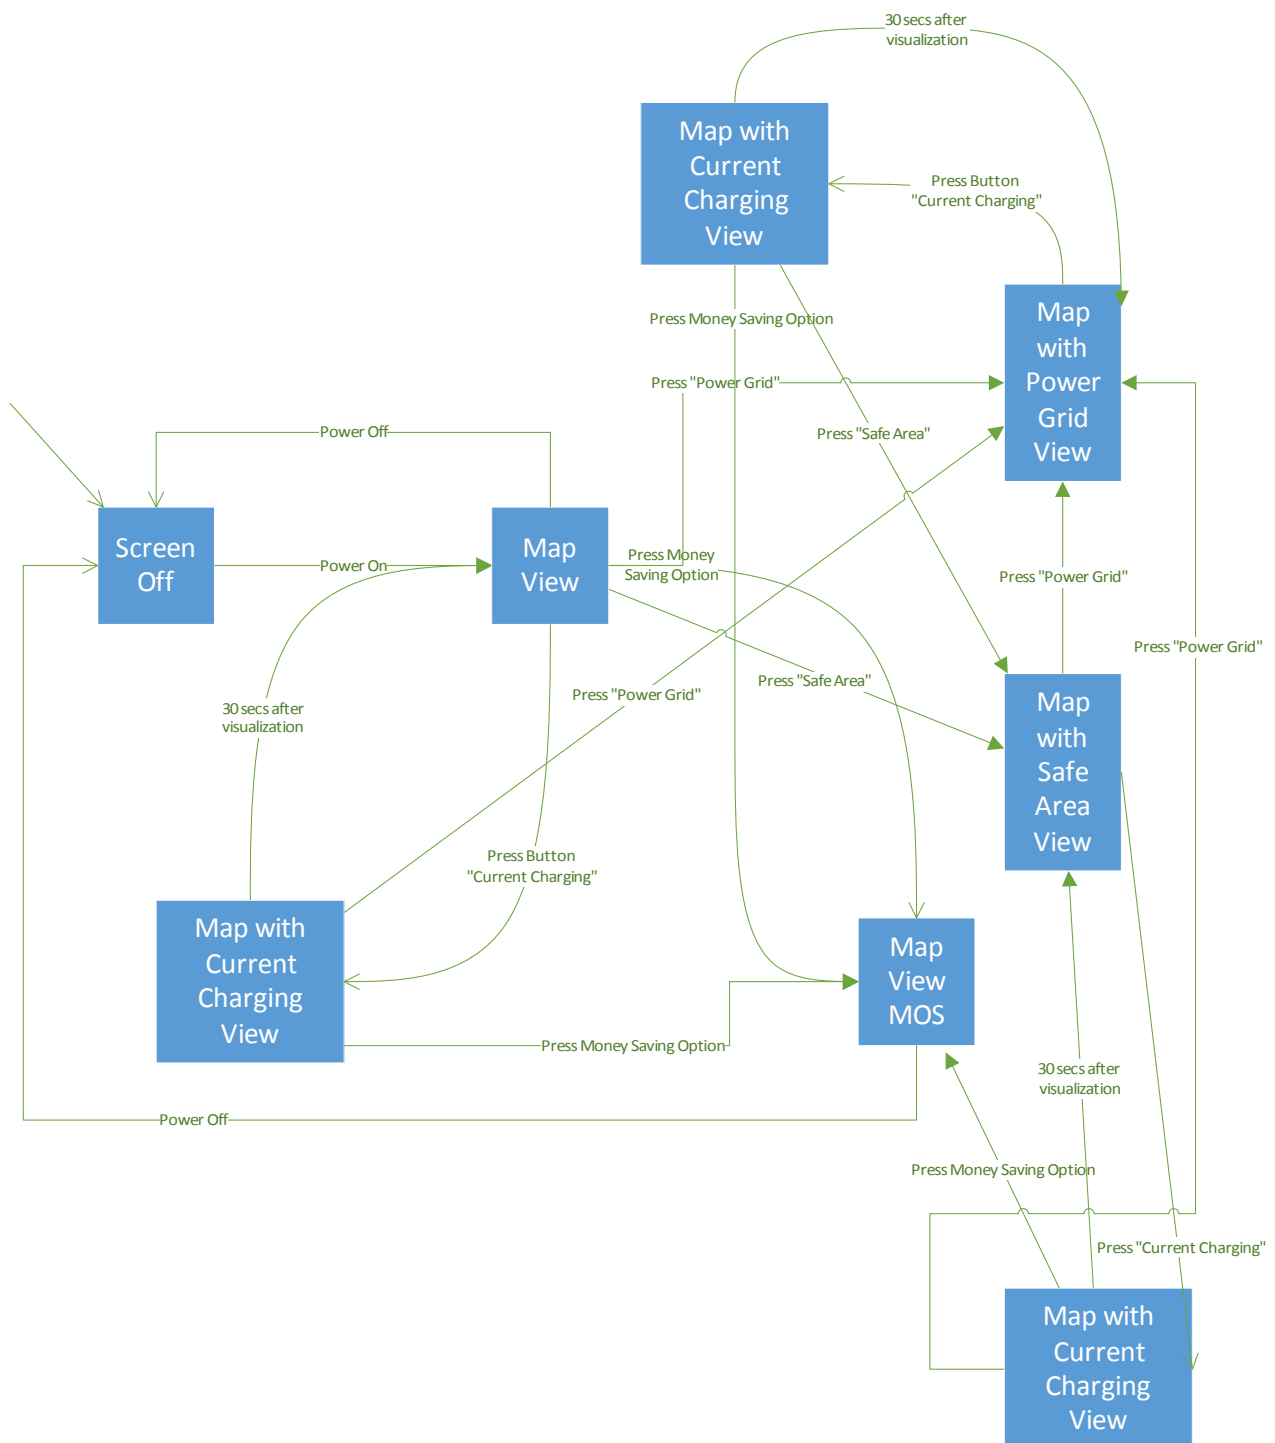 30 secs after
visualization
Map with
Current
Charging
View
Press Button
"Current Charging"
Press Money Saving Option
Map
with
Power
Grid
View
Press "Power Grid"
Power Off
Press "Safe Area"
Screen
Off
Power On
Map
View
Press Money
Saving Option
Press "Power Grid"
Press "Power Grid"
Press "Safe Area"
Press "Power Grid"
Map
with
Safe
Area
View
30 secs after
visualization
Press Button
"Current Charging"
Map with
Current
Charging
View
Map
View
MOS
Press Money Saving Option
30 secs after
visualization
Power Off
Press Money Saving Option
Press "Current Charging"
Map with
Current
Charging
View